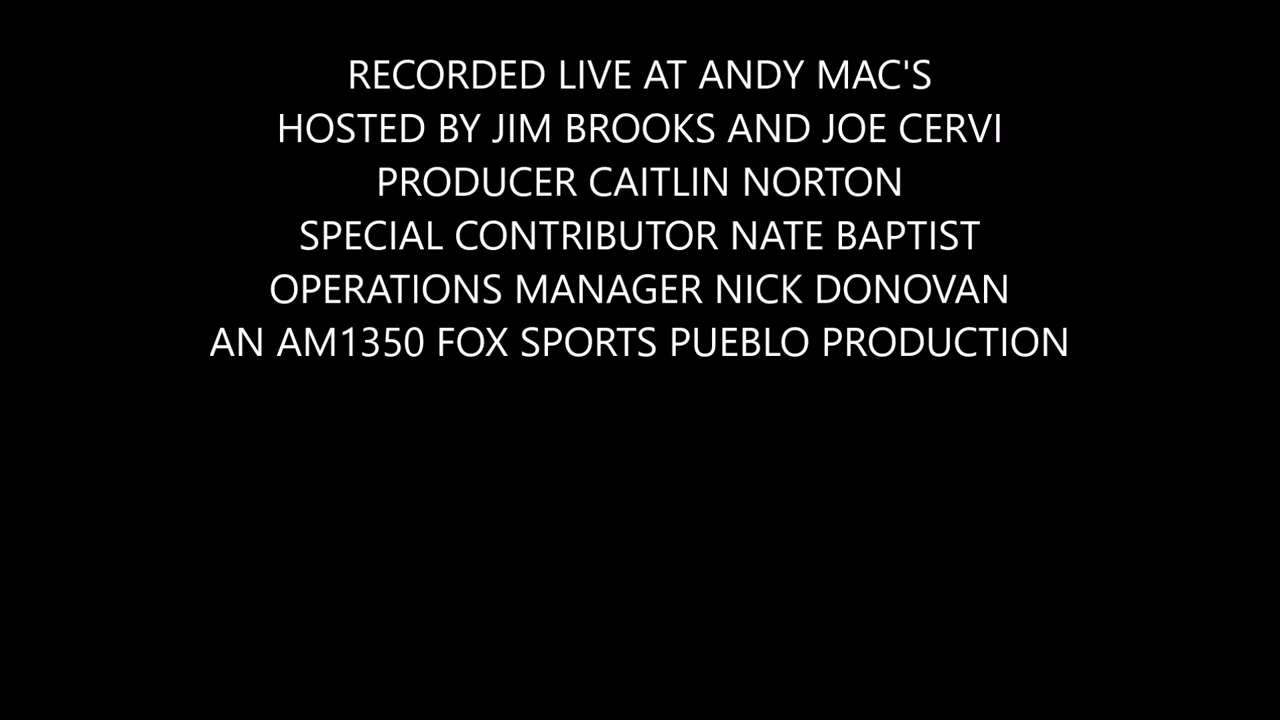 RECORDED LIVE AT ANDY MAC'S
HOSTED BY JIM BROOKS AND JOE CERVI
PRODUCER CAITLIN NORTON
SPECIAL CONTRIBUTOR NATE BAPTIST
OPERATIONS MANAGER NICK DONOVAN
AN AM1350 FOX SPORTS PUEBLO PRODUCTION